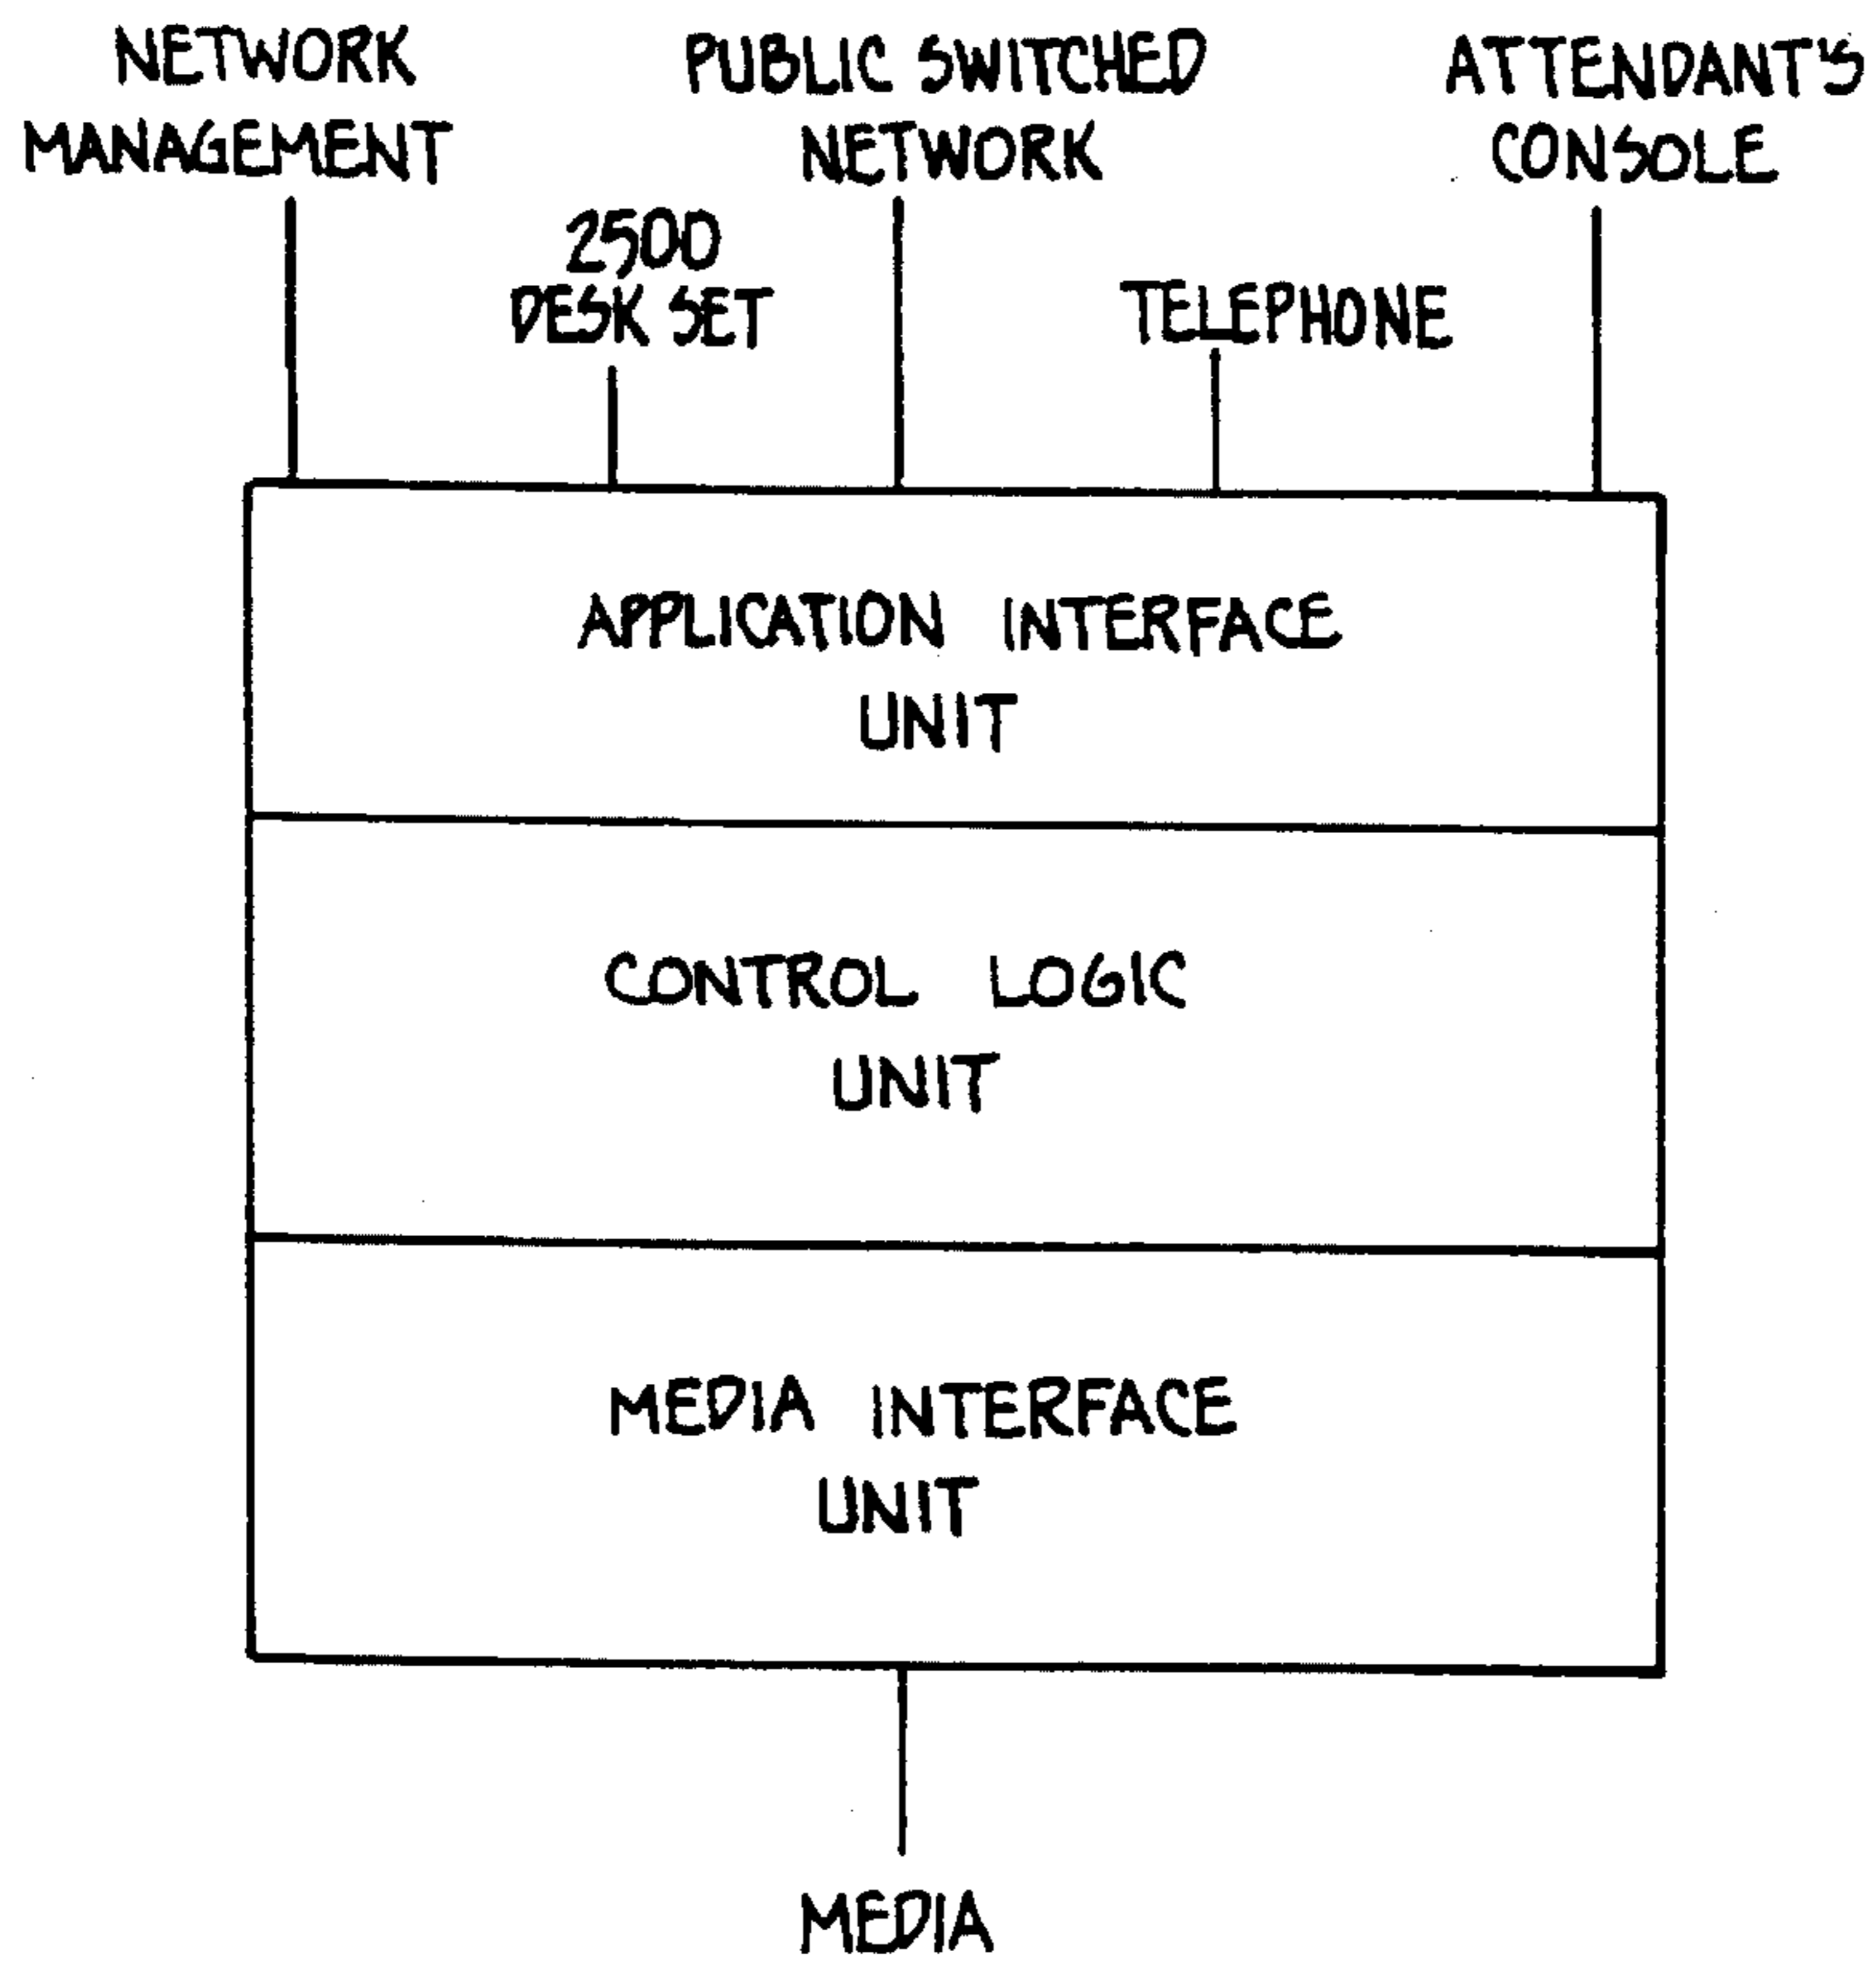 NETWORK
MANAGEMENT
PUBLIC SWITCHED
NETWORK
ATTENDANT'S
CONSOLE
2500
DESK SET
TELEPHONE
APPLICATION INTERFACE
UNIT
CONTROL LOGIC
UNIT
MEDIA INTERFACE
UNIT
MEDIA